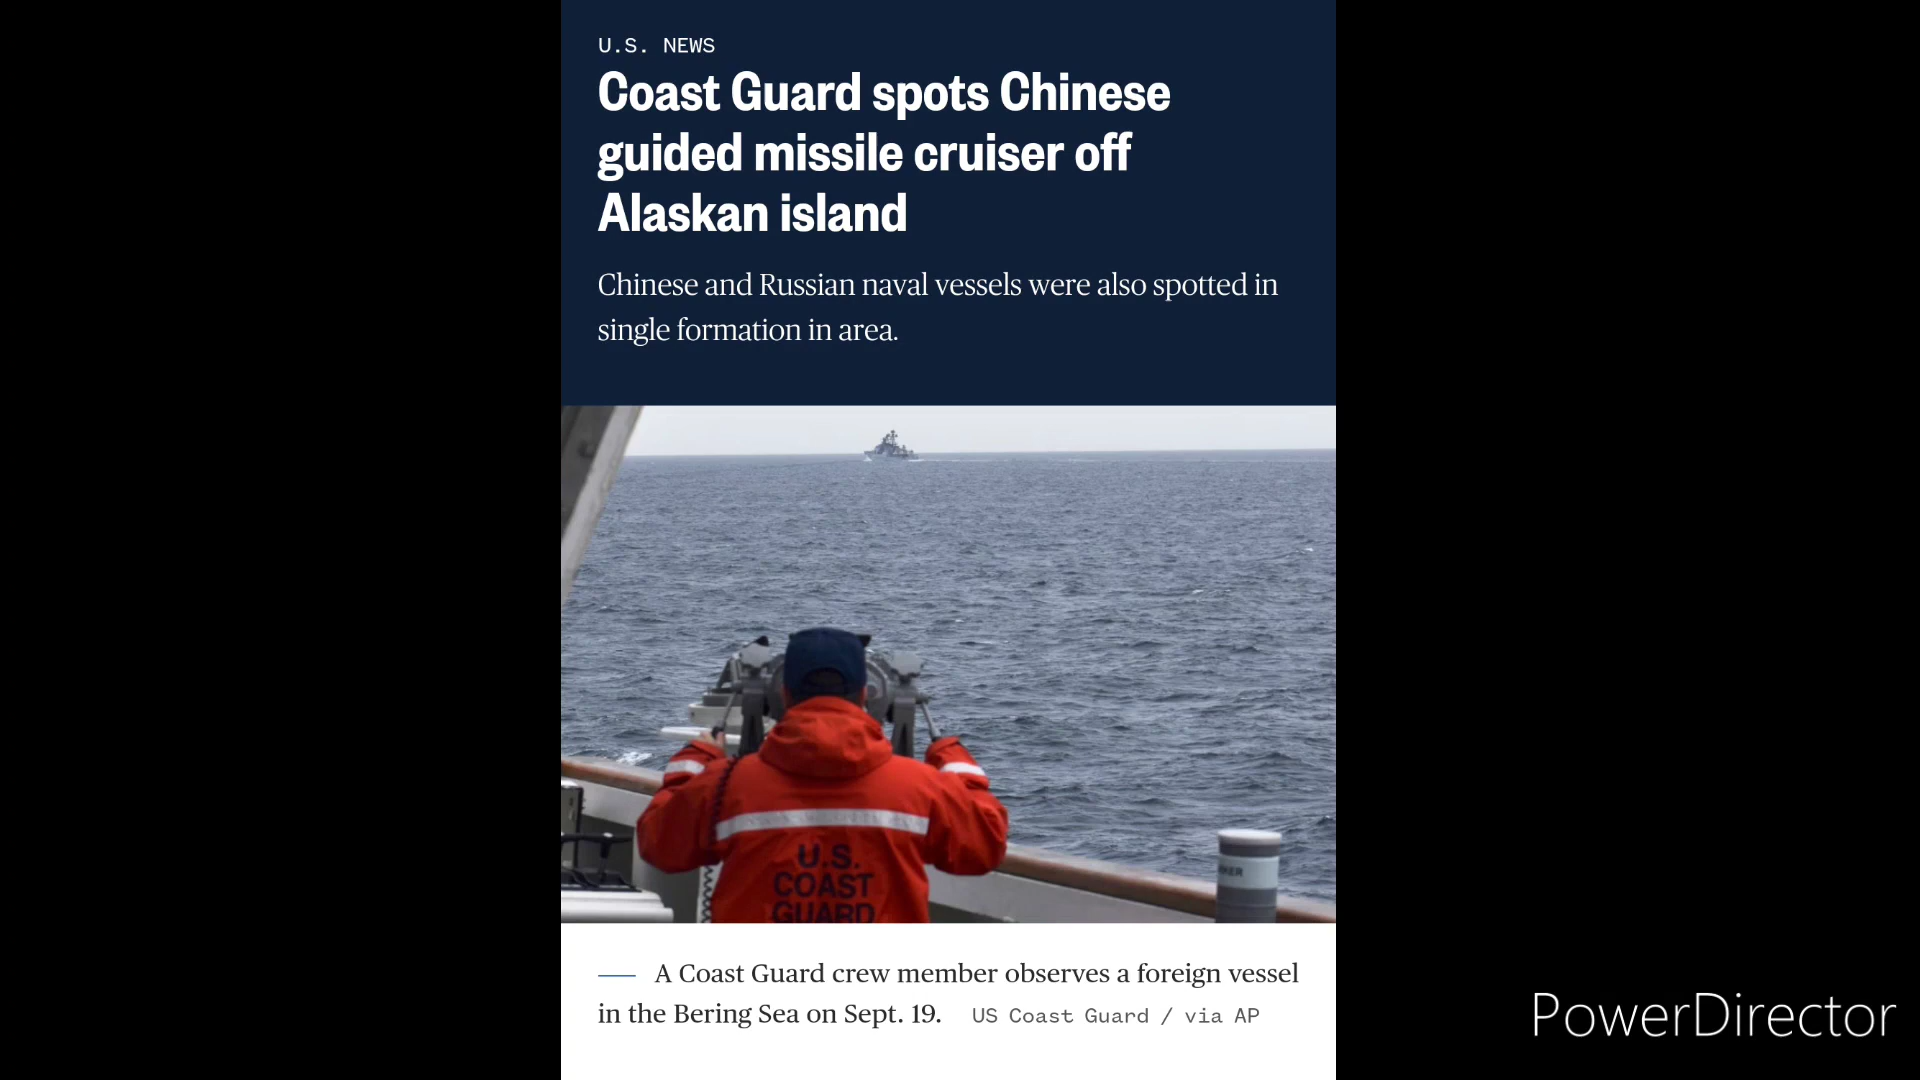 U.S. NEWS
Coast Guard spots Chinese
guided missile cruiser off
Alaskan island
Chinese and Russian naval vessels were also spotted in
single formation in area.
U.S.
COAST
GUARD
A Coast Guard crew member observes a foreign vessel
in the Bering Sea on Sept. 19. US Coast Guard / via AP
PowerDirector